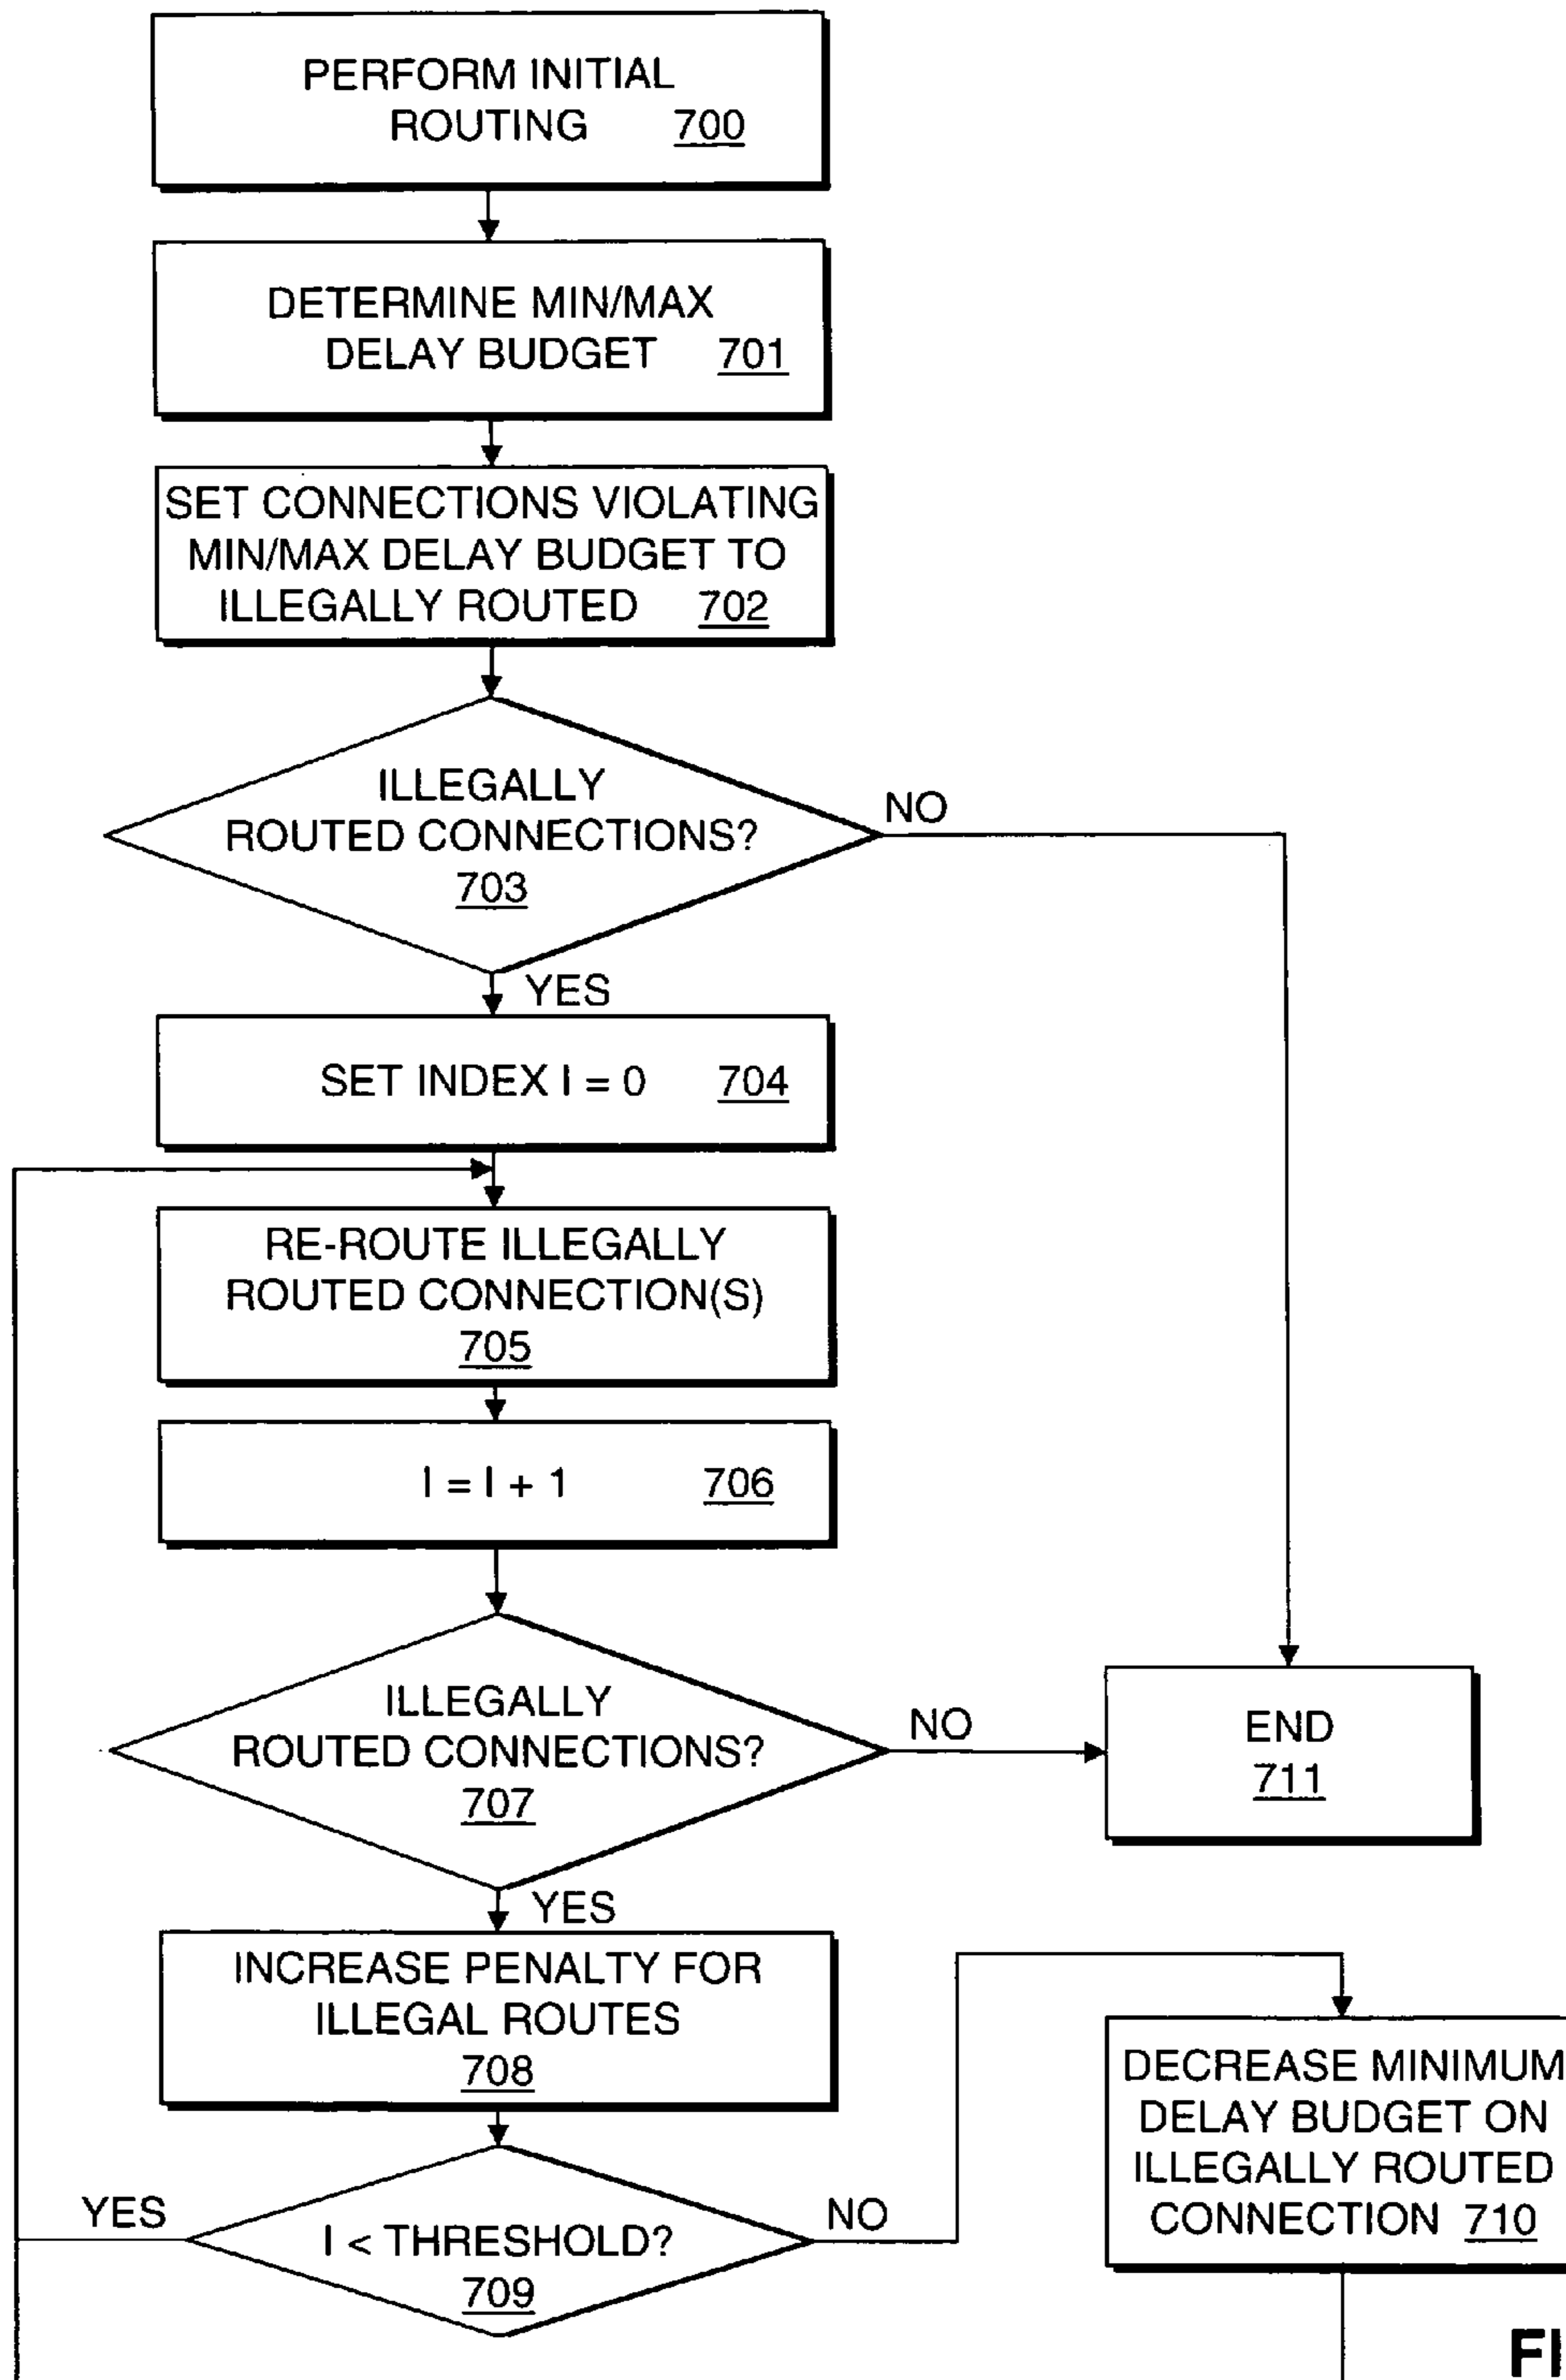 PERFORM INITIAL
ROUTING 700
DETERMINE MIN/MAX
DELAY BUDGET 701
SET CONNECTIONS VIOLATING
MIN/MAX DELAY BUDGET TO
ILLEGALLY ROUTED 702
ILLEGALLY
ROUTED CONNECTIONS?
703
NO
YES
SET INDEX I = 0 704
RE-ROUTE ILLEGALLY
ROUTED CONNECTION(S)
705
I = I + 1 706
ILLEGALLY
ROUTED CONNECTIONS?
707
NO
END
711
YES
INCREASE PENALTY FOR
ILLEGAL ROUTES
708
I < THRESHOLD?
709
YES
NO
DECREASE MINIMUM
DELAY BUDGET ON
ILLEGALLY ROUTED
CONNECTION 710